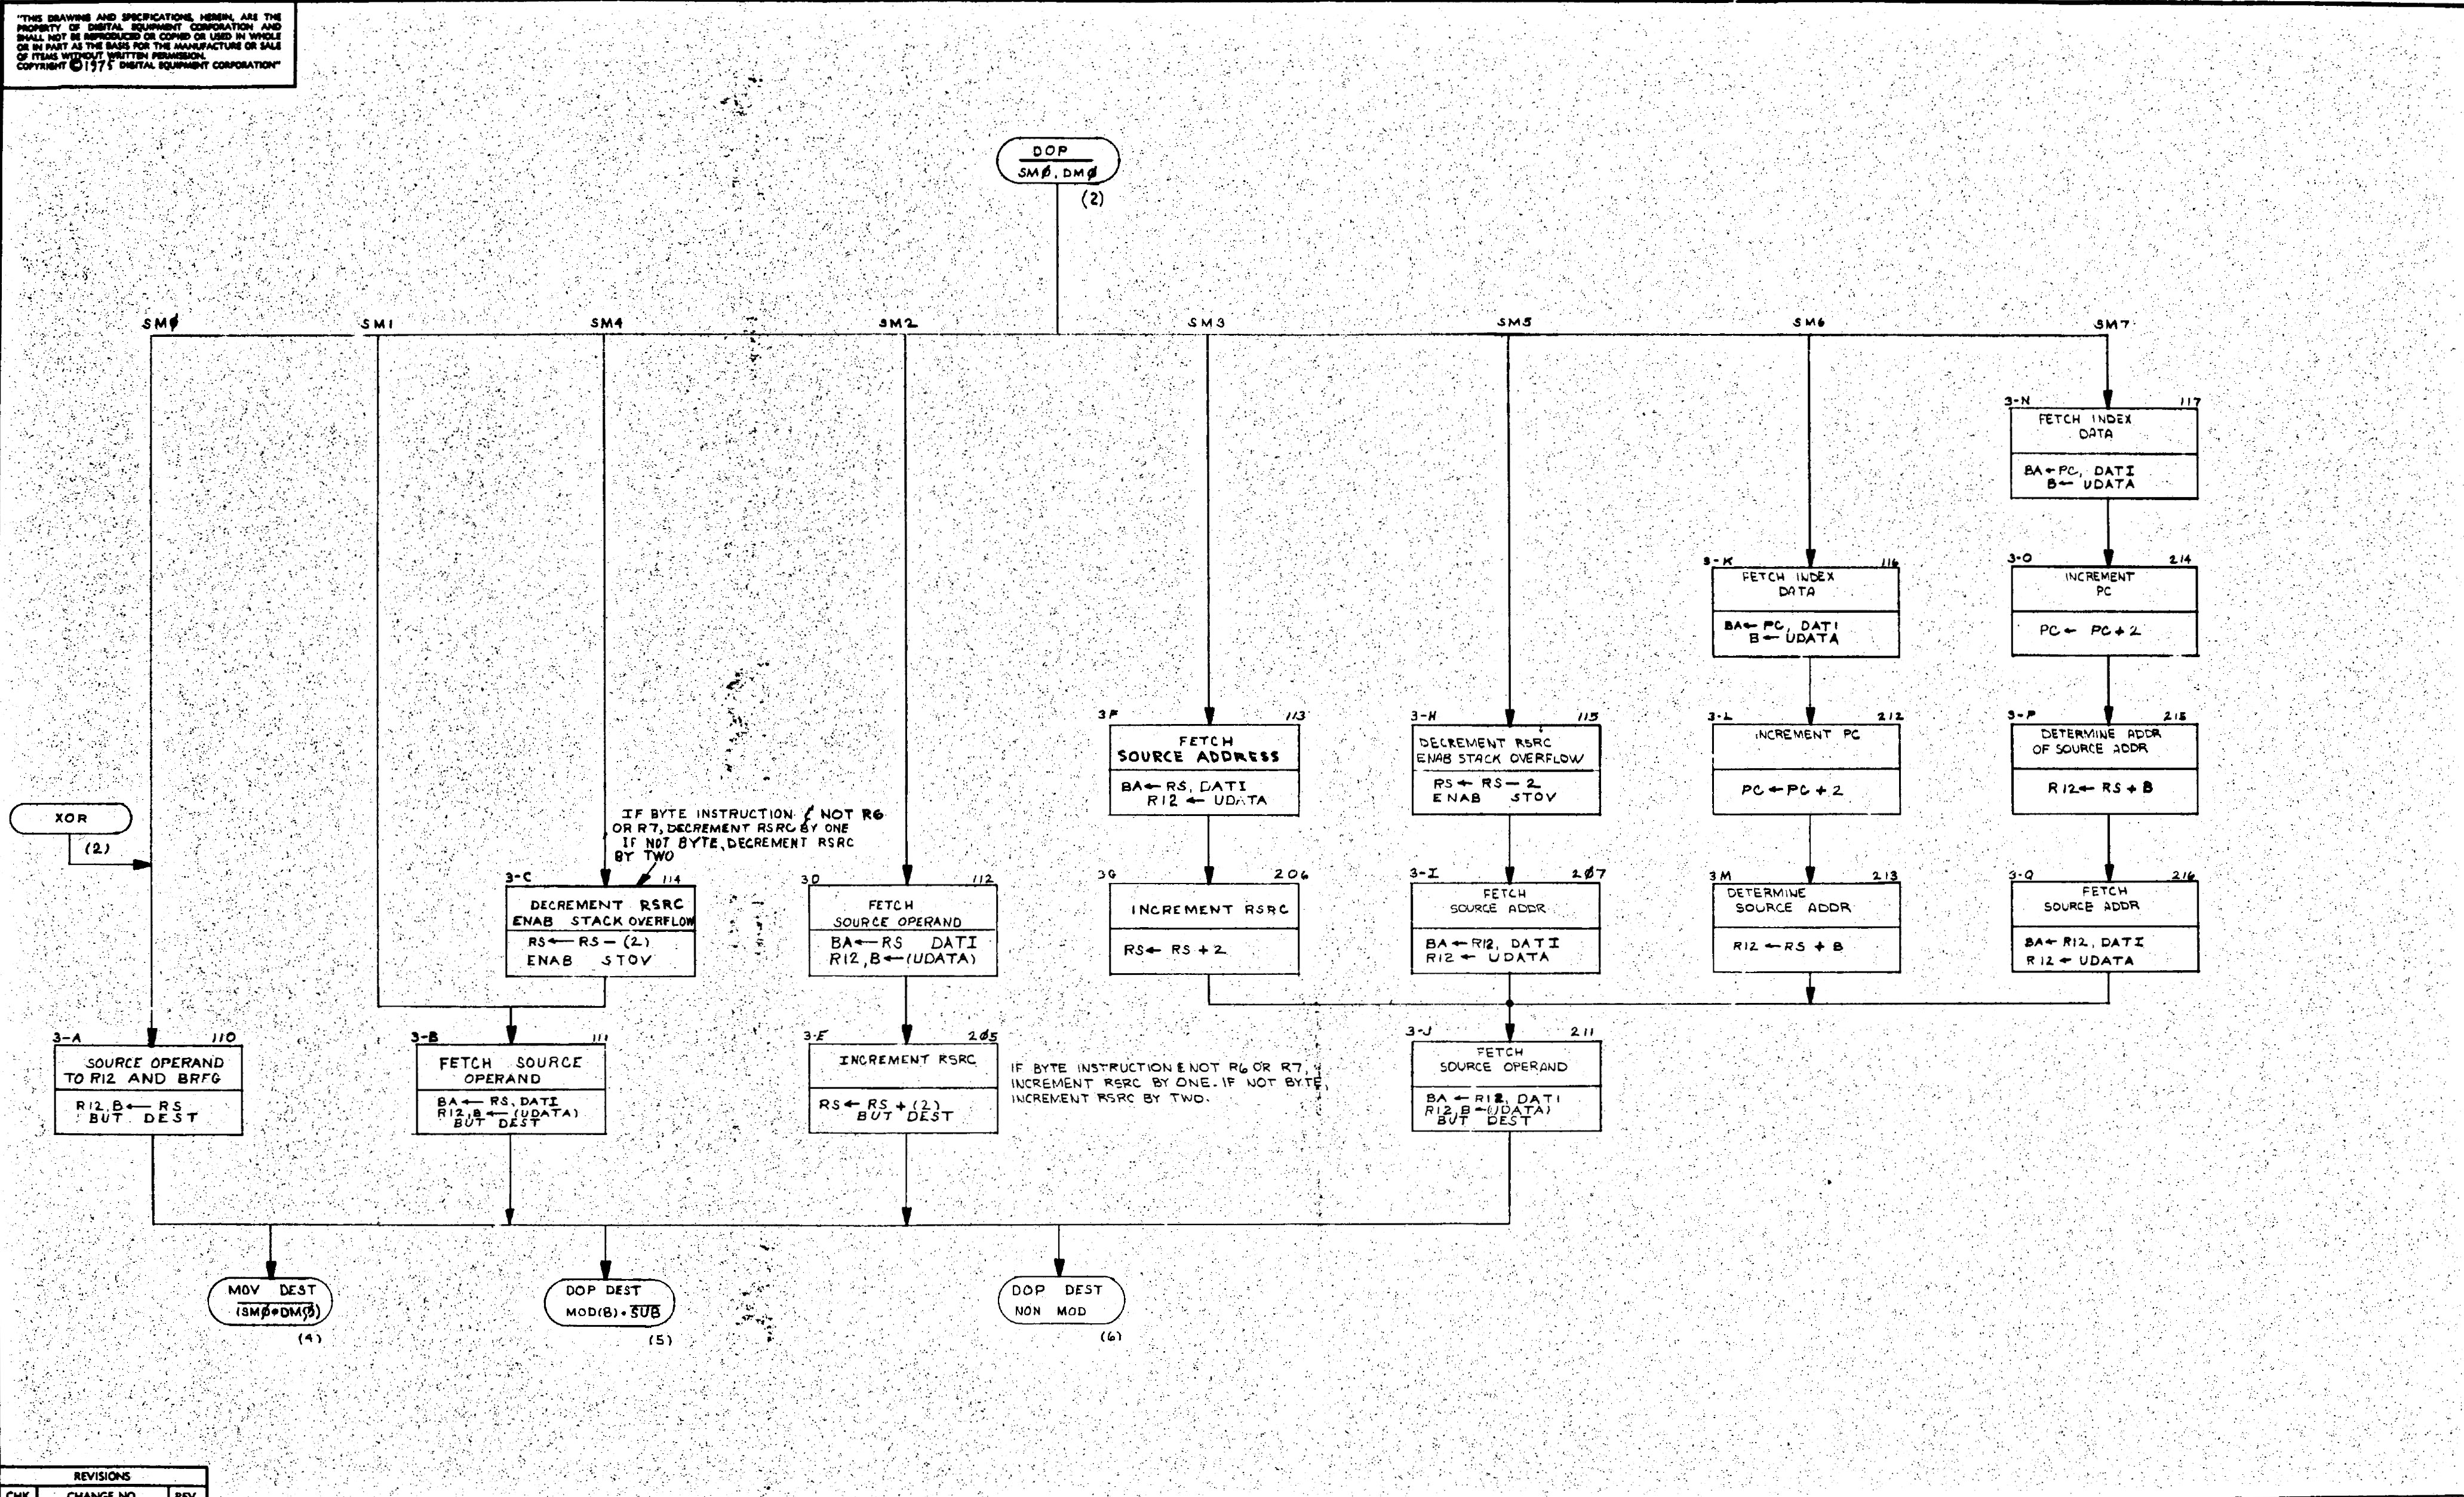 "THIS DRAWING AND SPECIFICATIONS, HEREIN, ARE THE
PROPERTY OF DIGITAL EQUIPMENT CORPORATION AND
SHALL NOT BE REPRODUCED OR COPIED OR USED IN WHOLE
OR IN PART AS THE BASIS FOR THE MANUFACTURE OR SALE
OF ITEMS WITHOUT WRITTEN PERMISSION.
COPYRIGHT ©1975 DIGITAL EQUIPMENT CORPORATION"
DOP
SMØ, DMØ
(2)
SMØ
SM1
SM4
SM2
SM3
SM5
SM6
SM7
3-N 117
FETCH INDEX
DATA
BA←PC, DATI
B← UDATA
3-K 116
FETCH INDEX
DATA
BA← PC, DATI
B← UDATA
3-O 214
INCREMENT
PC
PC← PC+2
3F 113
FETCH
SOURCE ADDRESS
BA←RS, DATI
R12 ← UDATA
3-H 115
DECREMENT RSRC
ENAB STACK OVERFLOW
RS← RS-2
ENAB STOV
3-L 212
INCREMENT PC
PC←PC+2
3-P 215
DETERMINE ADDR
OF SOURCE ADDR
R12← RS+B
XOR
(2)
IF BYTE INSTRUCTION & NOT R6
OR R7, DECREMENT RSRC BY ONE
IF NOT BYTE, DECREMENT RSRC
BY TWO
3-C 114
DECREMENT RSRC
ENAB STACK OVERFLOW
RS← RS-(2)
ENAB STOV
3D 112
FETCH
SOURCE OPERAND
BA←RS DATI
R12,B←(UDATA)
3G 206
INCREMENT RSRC
RS← RS+2
3-I 2Ø7
FETCH
SOURCE ADDR
BA←R12, DATI
R12 ← UDATA
3M 213
DETERMINE
SOURCE ADDR
R12 ←RS + B
3-Q 216
FETCH
SOURCE ADDR
BA← R12, DATI
R12 ← UDATA
3-A 110
SOURCE OPERAND
TO R12 AND BREG
R12,B← RS
BUT DEST
3-B 111
FETCH SOURCE
OPERAND
BA← RS, DATI
R12,B ← (UDATA)
BUT DEST
3-E 2Ø5
INCREMENT RSRC
RS← RS+(2)
BUT DEST
IF BYTE INSTRUCTION & NOT R6 OR R7,
INCREMENT RSRC BY ONE. IF NOT BYTE,
INCREMENT RSRC BY TWO.
3-J 211
FETCH
SOURCE OPERAND
BA ← R12, DATI
R12,B←(UDATA)
BUT DEST
MOV DEST
(SMØ•DMØ)
(4)
DOP DEST
MOD(B)•SUB
(5)
DOP DEST
NON MOD
(6)
REVISIONS
CHK CHANGE NO. REV